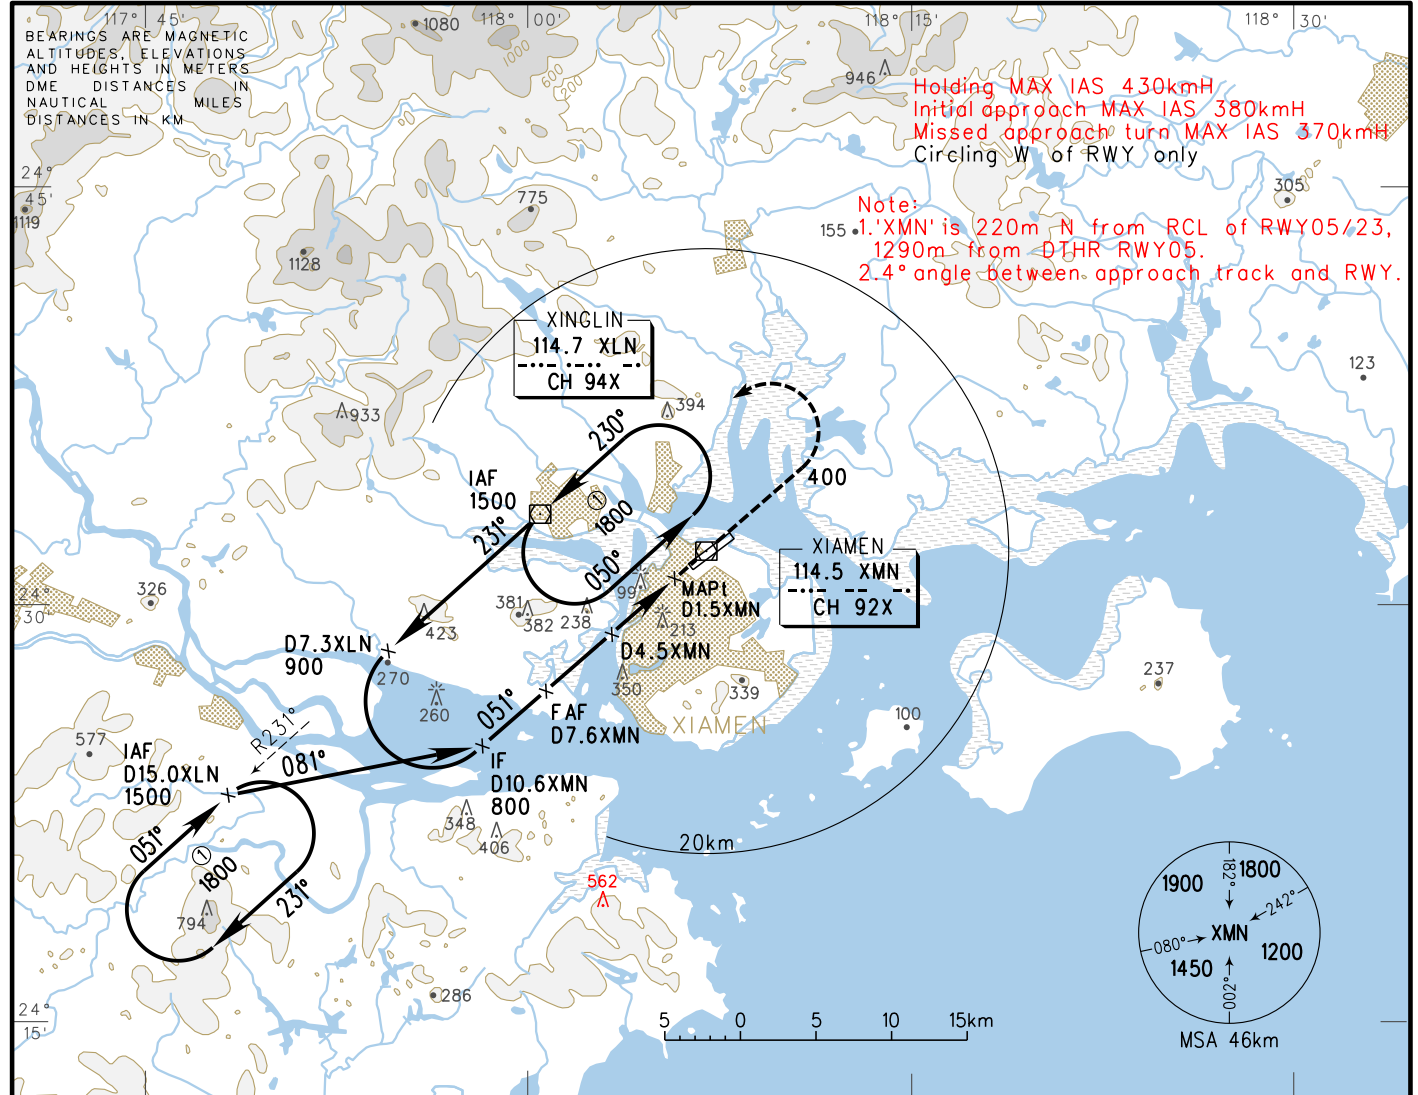 117° 45'
118° 00'
118° 15'
118° 30'
BEARINGS ARE MAGNETIC
ALTITUDES, ELEVATIONS
AND HEIGHTS IN METERS
DME DISTANCES IN
NAUTICAL MILES
DISTANCES IN KM
1080
1000
600
200
946
Holding MAX IAS 430kmH
Initial approach MAX IAS 380kmH
Missed approach turn MAX IAS 370kmH
Circling W of RWY only
24°
45'
1119
775
305
Note:
1.'XMN' is 220m N from RCL of RWY05/23,
1290m from DTHR RWY05.
2.4° angle between approach track and RWY.
155
1128
XINGLIN
114.7 XLN
CH 94X
123
933
394
230°
IAF
1500
1
1800
400
231°
050°
XIAMEN
114.5 XMN
CH 92X
24°
30'
326
99
MAPt
D1.5XMN
381
382
238
213
423
D7.3XLN
900
D4.5XMN
270
350
339
237
260
051°
FAF
D7.6XMN
XIAMEN
100
R231°
577
IAF
D15.0XLN
1500
081°
IF
D10.6XMN
800
348
406
20km
051°
1
1800
231°
794
562
182°
1900
1800
242°
XMN
080°
1200
1450
200°
MSA 46km
286
24°
15'
5 0 5 10 15km